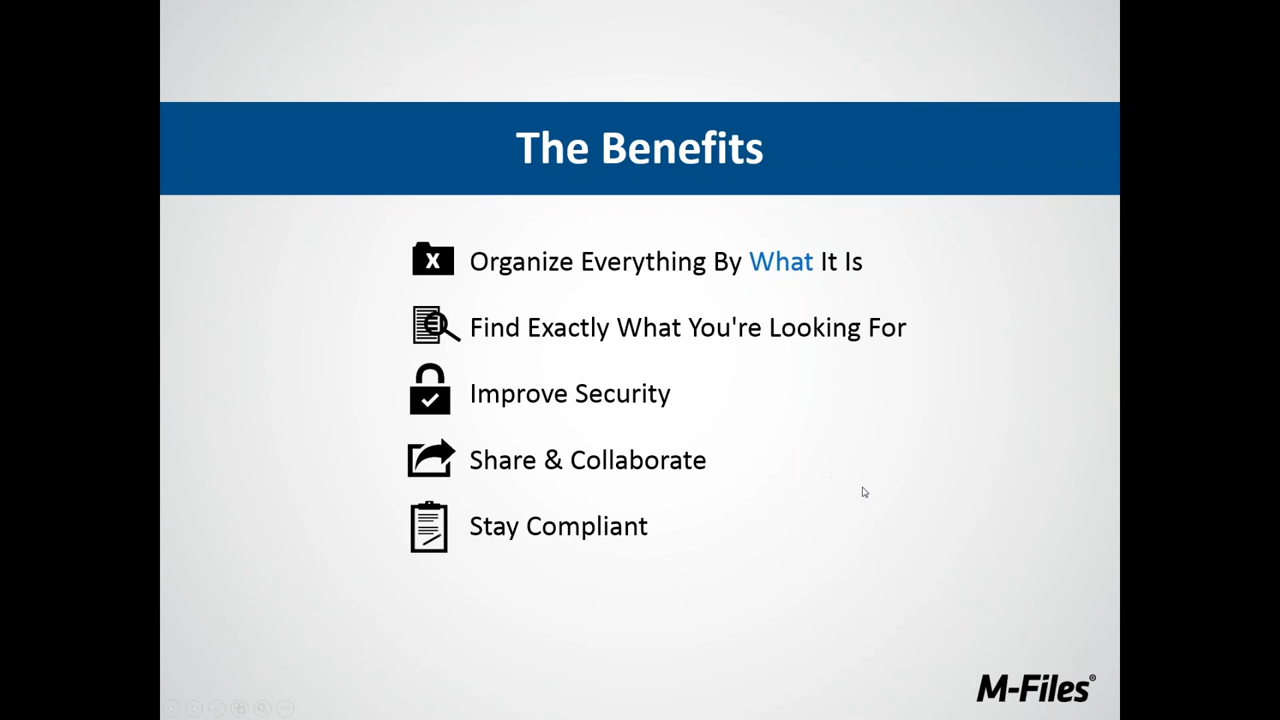 The Benefits
X
Organize Everything By What It Is
Find Exactly What You're Looking For
Improve Security
Share & Collaborate
Stay Compliant
M-Files®